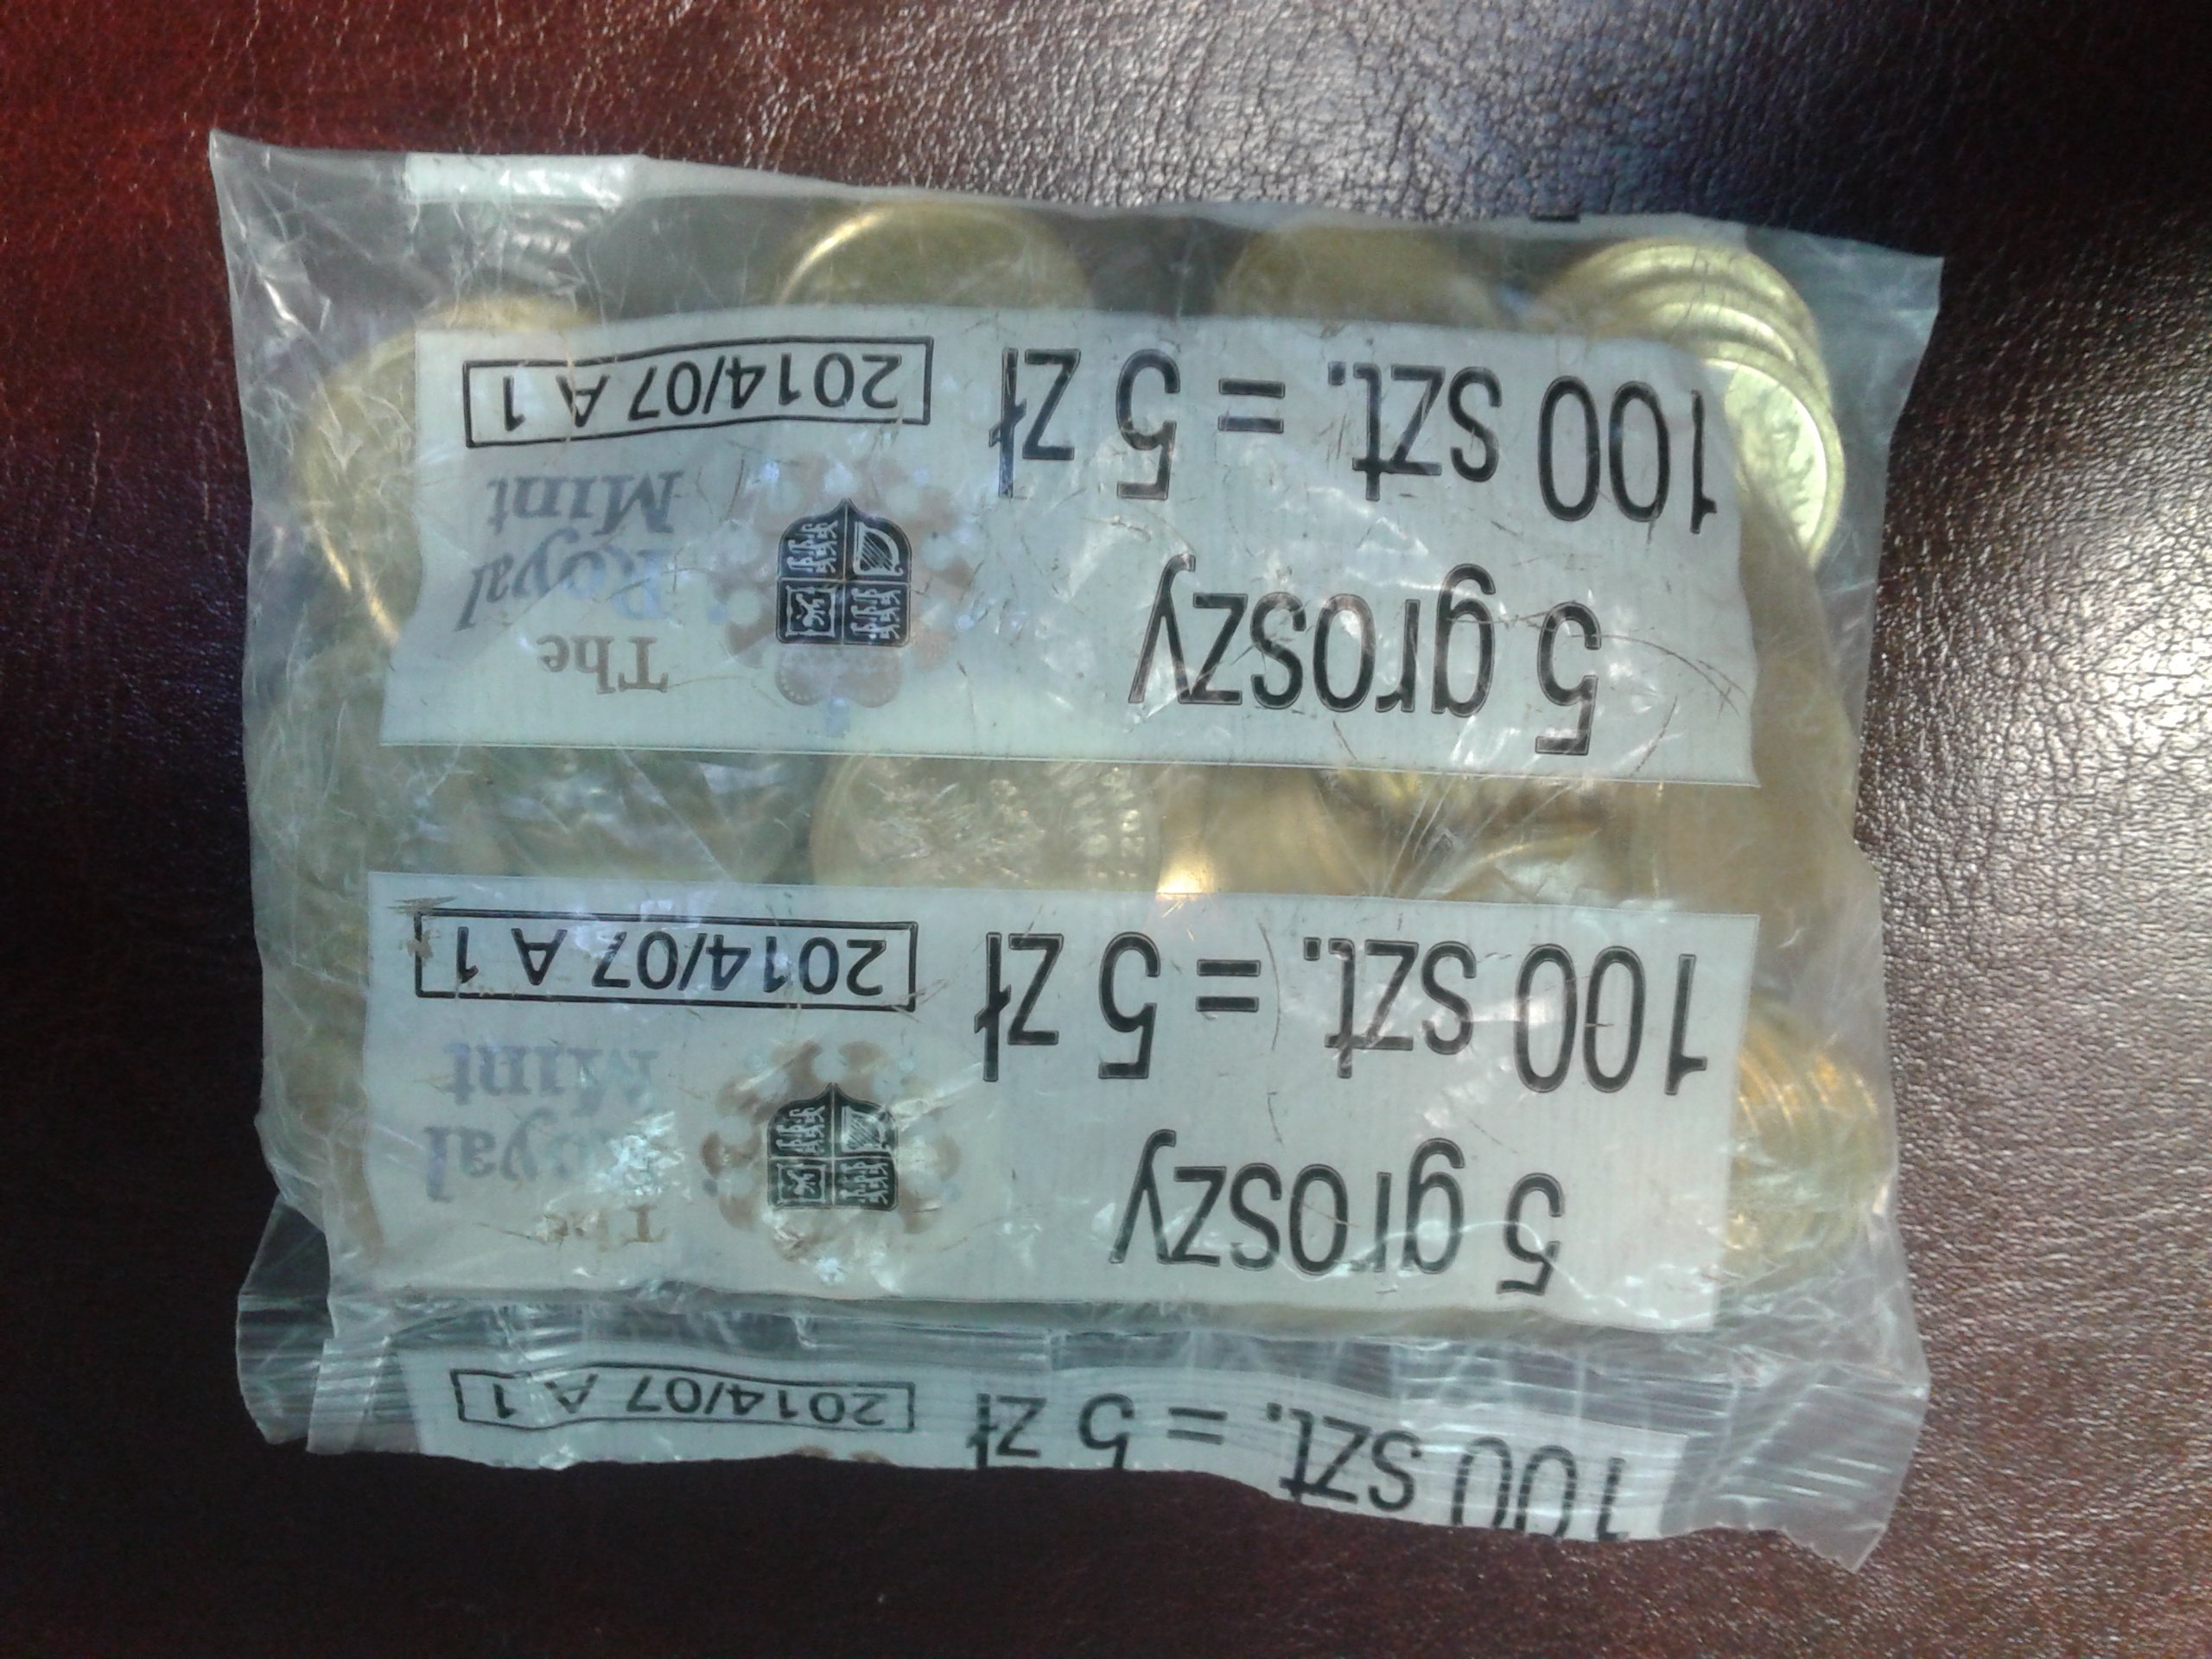 100 szt. = 5 zł 2014/07 A 1
5 groszy
The
Royal
Mint
100 szt. = 5 zł 2014/07 A 1
5 groszy
The
Royal
Mint
100 szt. = 5 zł 2014/07 A 1